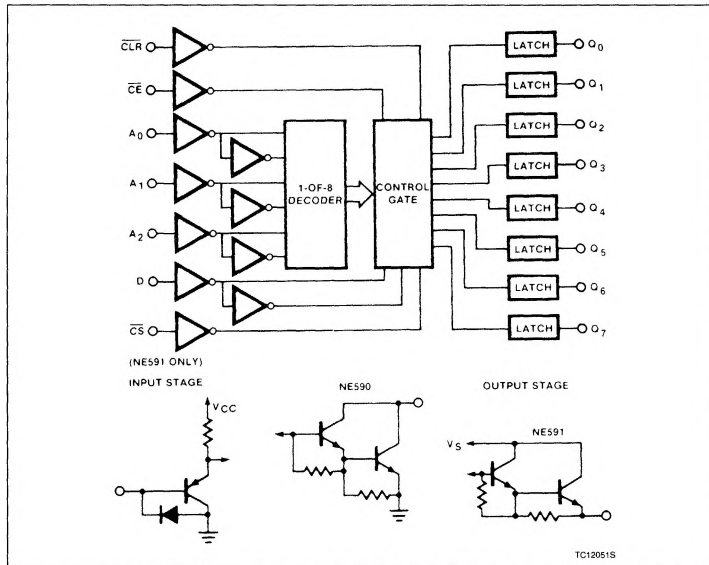 CLR
CE
A0
A1
A2
D
CS
(NE591 ONLY)
1-OF-8
DECODER
CONTROL
GATE
LATCH Q0
LATCH Q1
LATCH Q2
LATCH Q3
LATCH Q4
LATCH Q5
LATCH Q6
LATCH Q7
INPUT STAGE
VCC
NE590
OUTPUT STAGE
NE591
VS
TC12051S